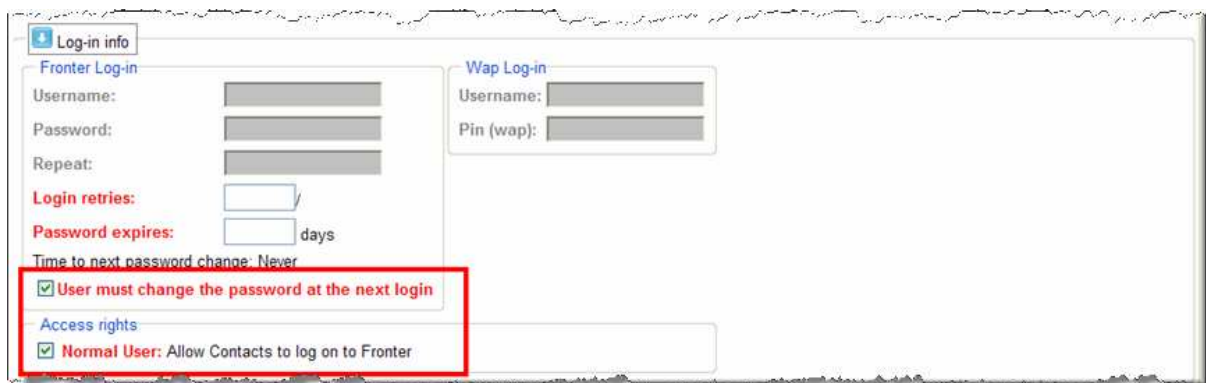 Log-in info
Fronter Log-in
Username:
Password:
Repeat:
Login retries: /
Password expires: days
Time to next password change: Never
User must change the password at the next login
Wap Log-in
Username:
Pin (wap):
Access rights
Normal User: Allow Contacts to log on to Fronter